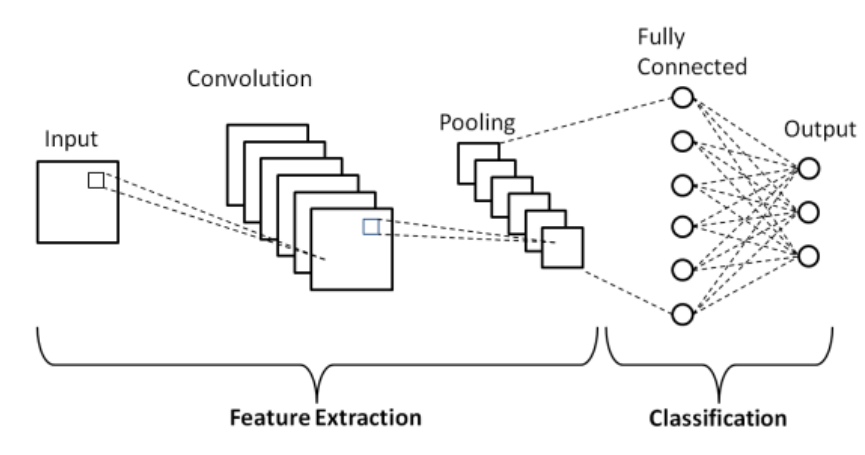 Input
Convolution
Pooling
Fully
Connected
Output
Feature Extraction
Classification